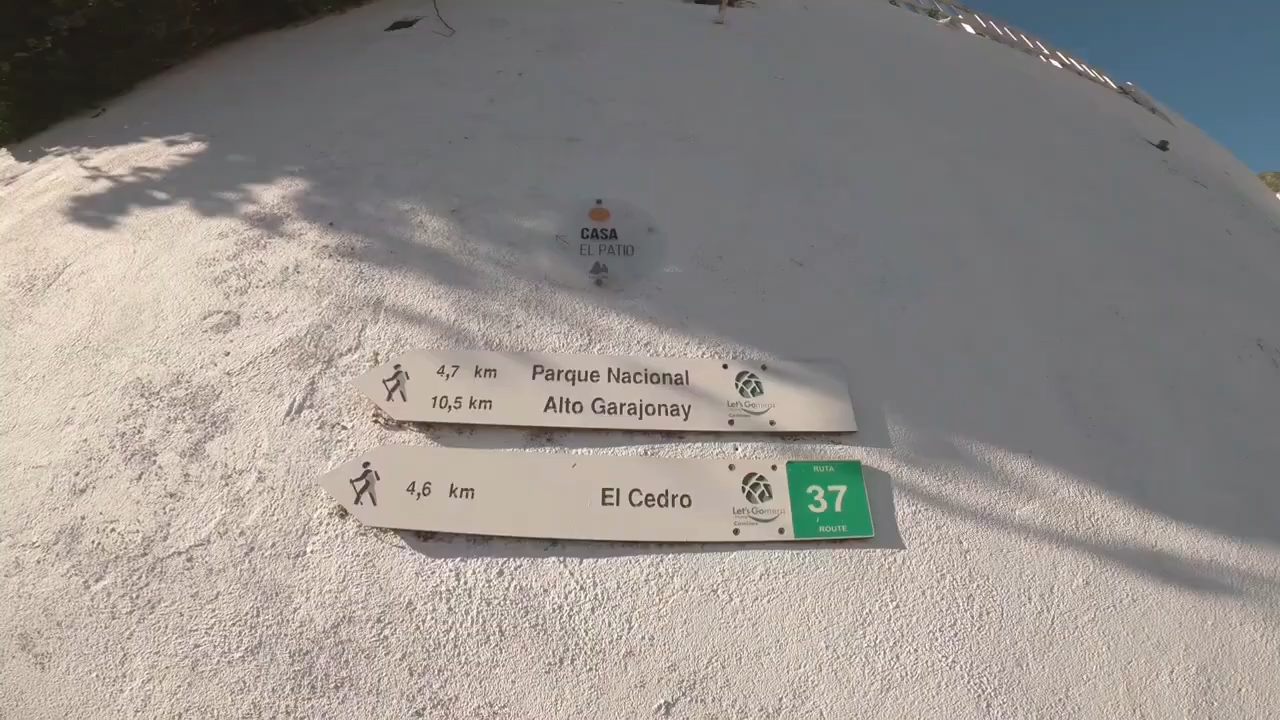 CASA
EL PATIO
4,7 km Parque Nacional
10,5 km Alto Garajonay
Let's Gomera
4,6 km El Cedro
Let's Gomera
RUTA
37
ROUTE